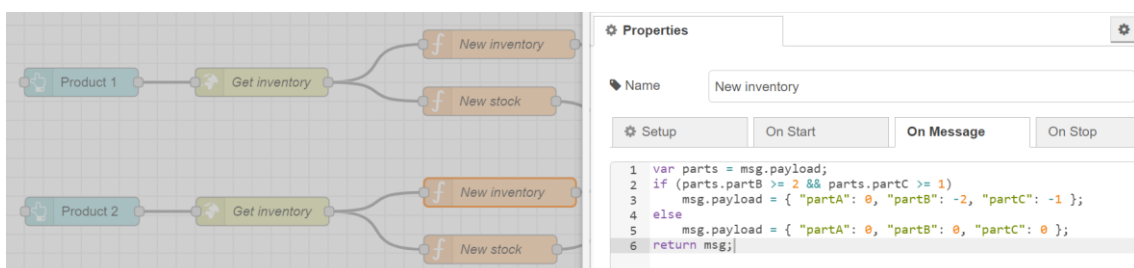 New inventory
Product 1
Get inventory
New stock
New inventory
Product 2
Get inventory
New stock
Properties
Name
New inventory
Setup
On Start
On Message
On Stop
1 var parts = msg.payload;
2 if (parts.partB >= 2 && parts.partC >= 1)
3     msg.payload = { "partA": 0, "partB": -2, "partC": -1 };
4 else
5     msg.payload = { "partA": 0, "partB": 0, "partC": 0 };
6 return msg;